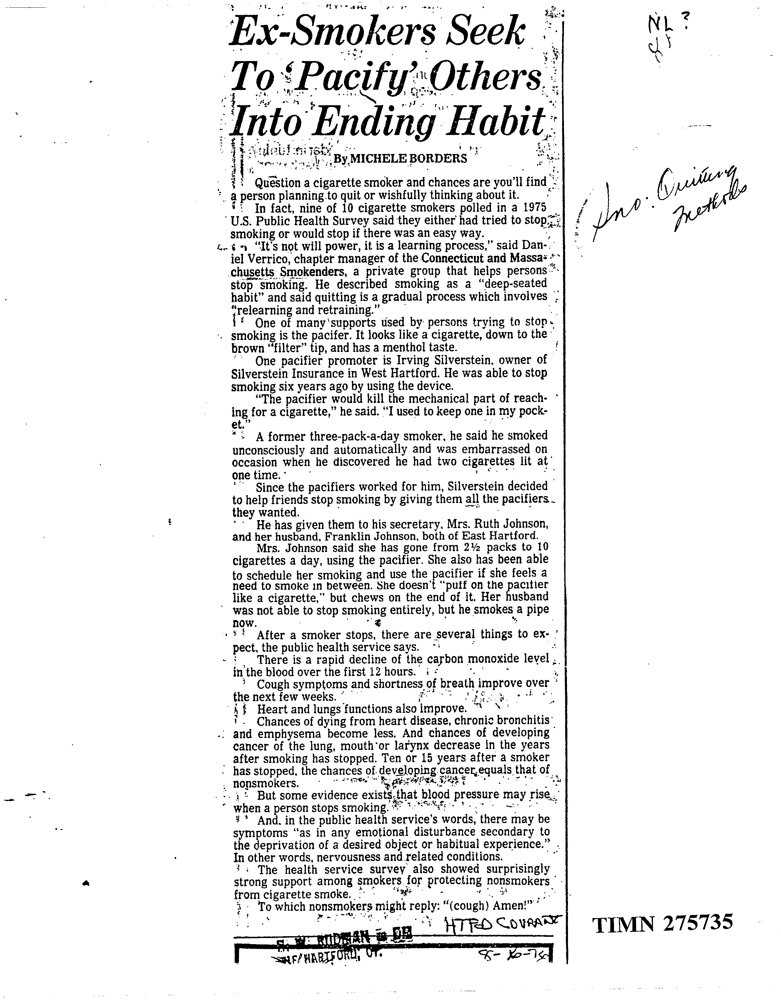 Ex-Smokers Seek
To 'Pacify' Others
Into Ending Habit
By MICHELE BORDERS
Question a cigarette smoker and chances are you'll find
a person planning to quit or wishfully thinking about it.
In fact, nine of 10 cigarette smokers polled in a 1975
U.S. Public Health Survey said they either had tried to stop
smoking or would stop if there was an easy way.
"It's not will power, it is a learning process," said Dan-
iel Verrico, chapter manager of the Connecticut and Massa-
chusetts Smokenders, a private group that helps persons
stop smoking. He described smoking as a "deep-seated
habit" and said quitting is a gradual process which involves
"relearning and retraining."
One of many supports used by persons trying to stop
smoking is the pacifer. It looks like a cigarette, down to the
brown "filter" tip, and has a menthol taste.
One pacifier promoter is Irving Silverstein, owner of
Silverstein Insurance in West Hartford. He was able to stop
smoking six years ago by using the device.
"The pacifier would kill the mechanical part of reach-
ing for a cigarette," he said. "I used to keep one in my pock-
et."
A former three-pack-a-day smoker, he said he smoked
unconsciously and automatically and was embarrassed on
occasion when he discovered he had two cigarettes lit at
one time.
Since the pacifiers worked for him, Silverstein decided
to help friends stop smoking by giving them all the pacifiers
they wanted.
He has given them to his secretary, Mrs. Ruth Johnson,
and her husband, Franklin Johnson, both of East Hartford.
Mrs. Johnson said she has gone from 2½ packs to 10
cigarettes a day, using the pacifier. She also has been able
to schedule her smoking and use the pacifier if she feels a
need to smoke in between. She doesn't "puff on the pacifier
like a cigarette," but chews on the end of it. Her husband
was not able to stop smoking entirely, but he smokes a pipe
now.
After a smoker stops, there are several things to ex-
pect, the public health service says.
There is a rapid decline of the carbon monoxide level
in the blood over the first 12 hours.
Cough symptoms and shortness of breath improve over
the next few weeks.
Heart and lungs functions also improve.
Chances of dying from heart disease, chronic bronchitis
and emphysema become less. And chances of developing
cancer of the lung, mouth or larynx decrease in the years
after smoking has stopped. Ten or 15 years after a smoker
has stopped, the chances of developing cancer equals that of
nonsmokers.
But some evidence exists that blood pressure may rise
when a person stops smoking.
And, in the public health service's words, there may be
symptoms "as in any emotional disturbance secondary to
the deprivation of a desired object or habitual experience."
In other words, nervousness and related conditions.
The health service survey also showed surprisingly
strong support among smokers for protecting nonsmokers
from cigarette smoke.
To which nonsmokers might reply: "(cough) Amen!"
HTFD COURANT
HARTFORD, CT.
NL ?
Smo: Quitting
methods
TIMN 275735